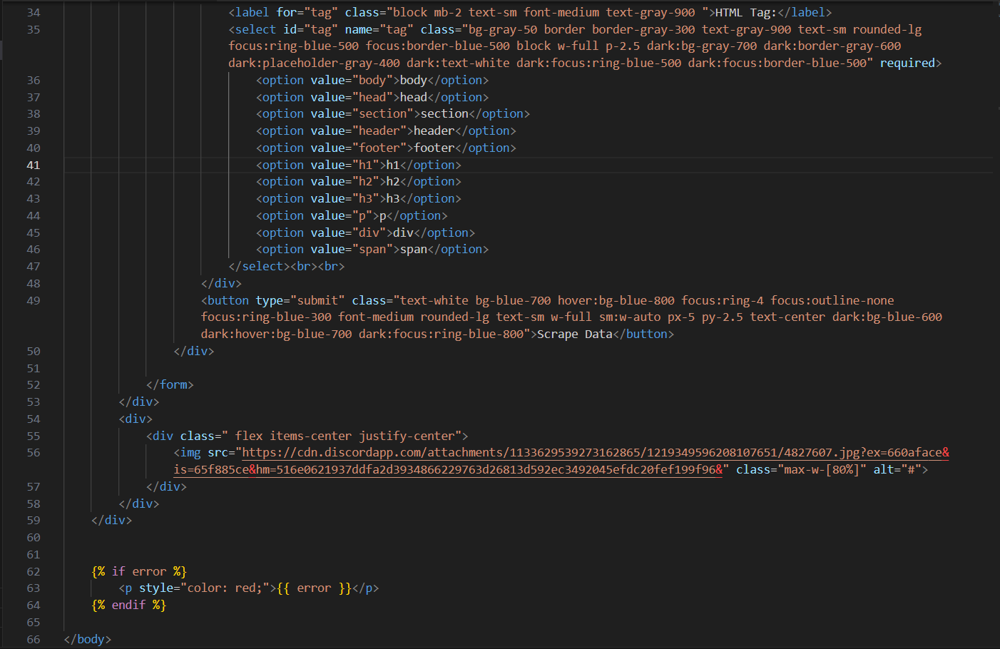 34 <label for="tag" class="block mb-2 text-sm font-medium text-gray-900 ">HTML Tag:</label>
35 <select id="tag" name="tag" class="bg-gray-50 border border-gray-300 text-gray-900 text-sm rounded-lg
focus:ring-blue-500 focus:border-blue-500 block w-full p-2.5 dark:bg-gray-700 dark:border-gray-600
dark:placeholder-gray-400 dark:text-white dark:focus:ring-blue-500 dark:focus:border-blue-500" required>
36 <option value="body">body</option>
37 <option value="head">head</option>
38 <option value="section">section</option>
39 <option value="header">header</option>
40 <option value="footer">footer</option>
41 <option value="h1">h1</option>
42 <option value="h2">h2</option>
43 <option value="h3">h3</option>
44 <option value="p">p</option>
45 <option value="div">div</option>
46 <option value="span">span</option>
47 </select><br><br>
48 </div>
49 <button type="submit" class="text-white bg-blue-700 hover:bg-blue-800 focus:ring-4 focus:outline-none
focus:ring-blue-300 font-medium rounded-lg text-sm w-full sm:w-auto px-5 py-2.5 text-center dark:bg-blue-600
dark:hover:bg-blue-700 dark:focus:ring-blue-800">Scrape Data</button>
50 </div>
51
52 </form>
53 </div>
54 <div>
55 <div class=" flex items-center justify-center">
56 <img src="https://cdn.discordapp.com/attachments/1133629539273162865/1219349596208107651/4827607.jpg?ex=660aface&
is=65f885ce&hm=516e0621937ddfa2d3934866229763d26813d592ec3492045efdc20fef199f96&" class="max-w-[80%]" alt="#">
57 </div>
58 </div>
59 </div>
60
61
62 {% if error %}
63 <p style="color: red;">{{ error }}</p>
64 {% endif %}
65
66 </body>